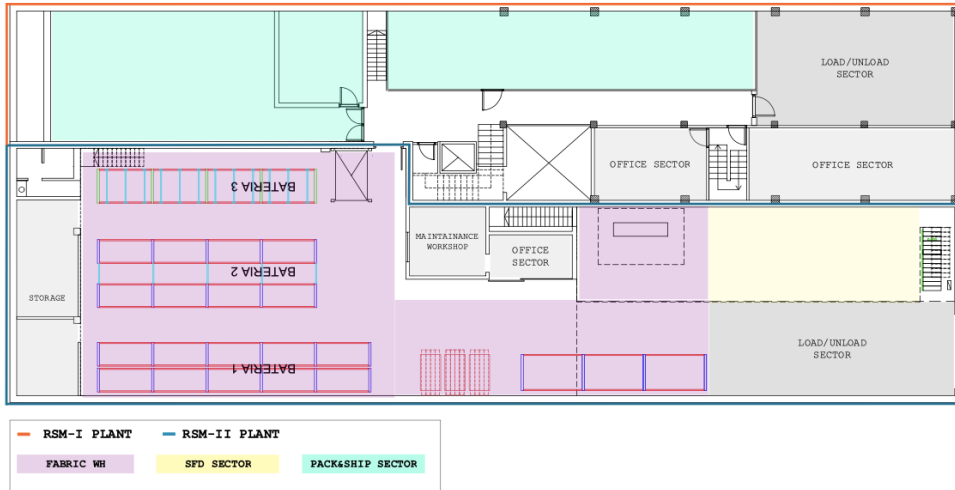 LOAD/UNLOAD
SECTOR
OFFICE SECTOR
OFFICE SECTOR
BATERIA 3
MAINTAINANCE
WORKSHOP
OFFICE
SECTOR
BATERIA 2
STORAGE
LOAD/UNLOAD
SECTOR
BATERIA 1
RSM-I PLANT
RSM-II PLANT
FABRIC WH
SFD SECTOR
PACK&SHIP SECTOR